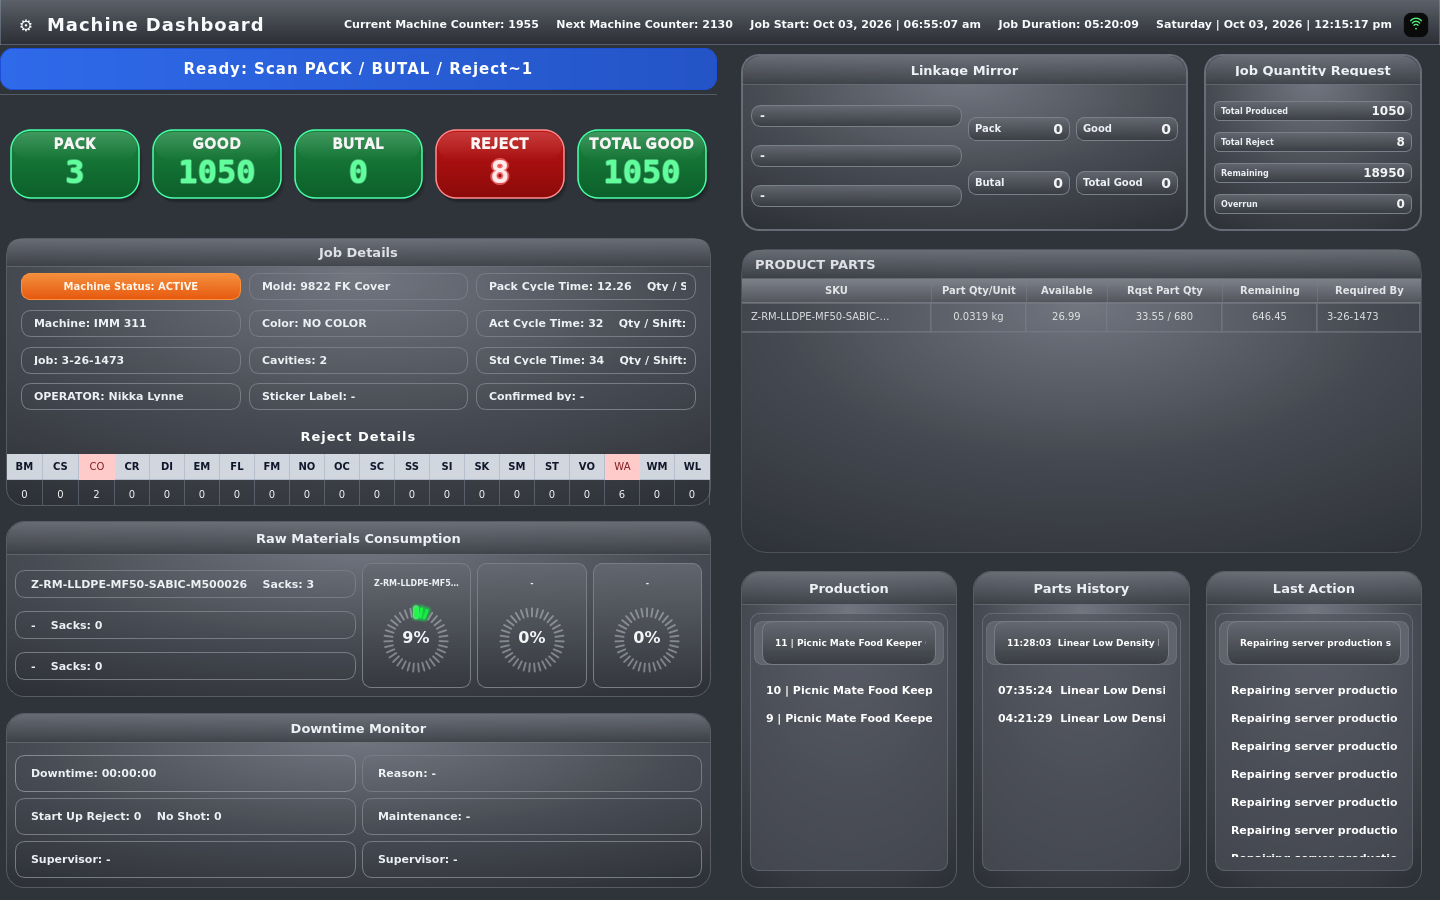 Machine Dashboard
Current Machine Counter: 1955 Next Machine Counter: 2130 Job Start: Oct 03, 2026 | 06:55:07 am Job Duration: 05:20:09 Saturday | Oct 03, 2026 | 12:15:17 pm
Ready: Scan PACK / BUTAL / Reject~1
PACK GOOD BUTAL REJECT TOTAL GOOD
3 1050 0 8 1050
Job Details
Machine Status: ACTIVE Mold: 9822 FK Cover Pack Cycle Time: 12.26 Qty / S
Machine: IMM 311 Color: NO COLOR Act Cycle Time: 32 Qty / Shift:
Job: 3-26-1473 Cavities: 2 Std Cycle Time: 34 Qty / Shift:
OPERATOR: Nikka Lynne Sticker Label: - Confirmed by: -
Reject Details
BM CS CO CR DI EM FL FM NO OC SC SS SI SK SM ST VO WA WM WL
0 0 2 0 0 0 0 0 0 0 0 0 0 0 0 0 0 6 0 0
Raw Materials Consumption
Z-RM-LLDPE-MF50-SABIC-M500026 Sacks: 3
- Sacks: 0
- Sacks: 0
Z-RM-LLDPE-MF5... - -
9% 0% 0%
Downtime Monitor
Downtime: 00:00:00 Reason: -
Start Up Reject: 0 No Shot: 0 Maintenance: -
Supervisor: - Supervisor: -
Linkage Mirror
-
-
-
Pack 0 Good 0
Butal 0 Total Good 0
Job Quantity Request
Total Produced 1050
Total Reject 8
Remaining 18950
Overrun 0
PRODUCT PARTS
SKU Part Qty/Unit Available Rqst Part Qty Remaining Required By
Z-RM-LLDPE-MF50-SABIC-... 0.0319 kg 26.99 33.55 / 680 646.45 3-26-1473
Production
11 | Picnic Mate Food Keeper
10 | Picnic Mate Food Keep
9 | Picnic Mate Food Keepe
Parts History
11:28:03 Linear Low Density
07:35:24 Linear Low Densi
04:21:29 Linear Low Densi
Last Action
Repairing server production s
Repairing server productio
Repairing server productio
Repairing server productio
Repairing server productio
Repairing server productio
Repairing server productio
Repairing server productio